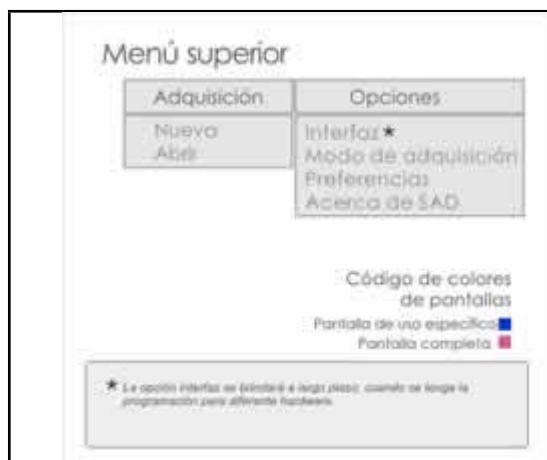 Menú superior
Adquisición Opciones
Nueva Interfaz*
Abrir Modo de adquisición
Preferencias
Acerca de SAD
Código de colores
de pantallas
Pantalla de uso específico
Pantalla completa
* La opción interfaz se brindará a largo plazo, cuando se tenga la
programación para diferente hardware.